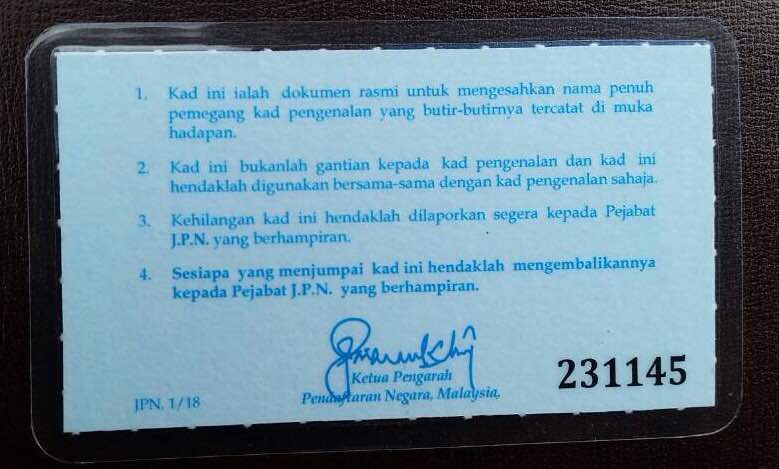 1. Kad ini ialah dokumen rasmi untuk mengesahkan nama penuh
pemegang kad pengenalan yang butir-butirnya tercatat di muka
hadapan.
2. Kad ini bukanlah gantian kepada kad pengenalan dan kad ini
hendaklah digunakan bersama-sama dengan kad pengenalan sahaja.
3. Kehilangan kad ini hendaklah dilaporkan segera kepada Pejabat
J.P.N. yang berhampiran.
4. Sesiapa yang menjumpai kad ini hendaklah mengembalikannya
kepada Pejabat J.P.N. yang berhampiran.
Ketua Pengarah
Pendaftaran Negara, Malaysia.
JPN. 1/18
231145